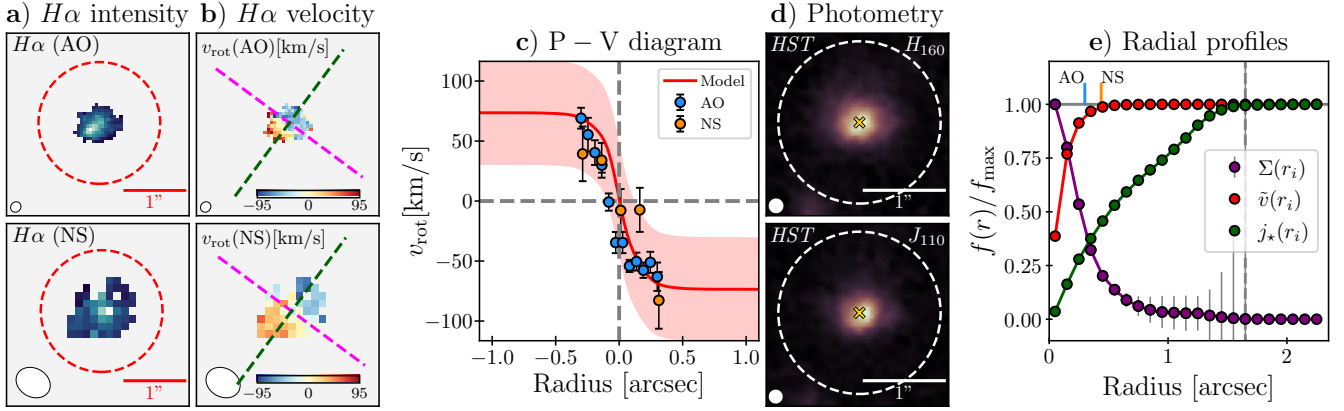 a) Hα intensity
Hα (AO)
1”
Hα (NS)
1”
b) Hα velocity
v_rot(AO)[km/s]
-95 0 95
v_rot(NS)[km/s]
-95 0 95
c) P − V diagram
v_rot[km/s]
100
50
0
−50
−100
Model
AO
NS
−1.0 −0.5 0.0 0.5 1.0
Radius [arcsec]
d) Photometry
HST H_160
1”
HST J_110
1”
e) Radial profiles
AO NS
f(r)/f_max
1.00
0.75
0.50
0.25
0.00
Σ(r_i)
ṽ(r_i)
j_⋆(r_i)
0 1 2
Radius [arcsec]